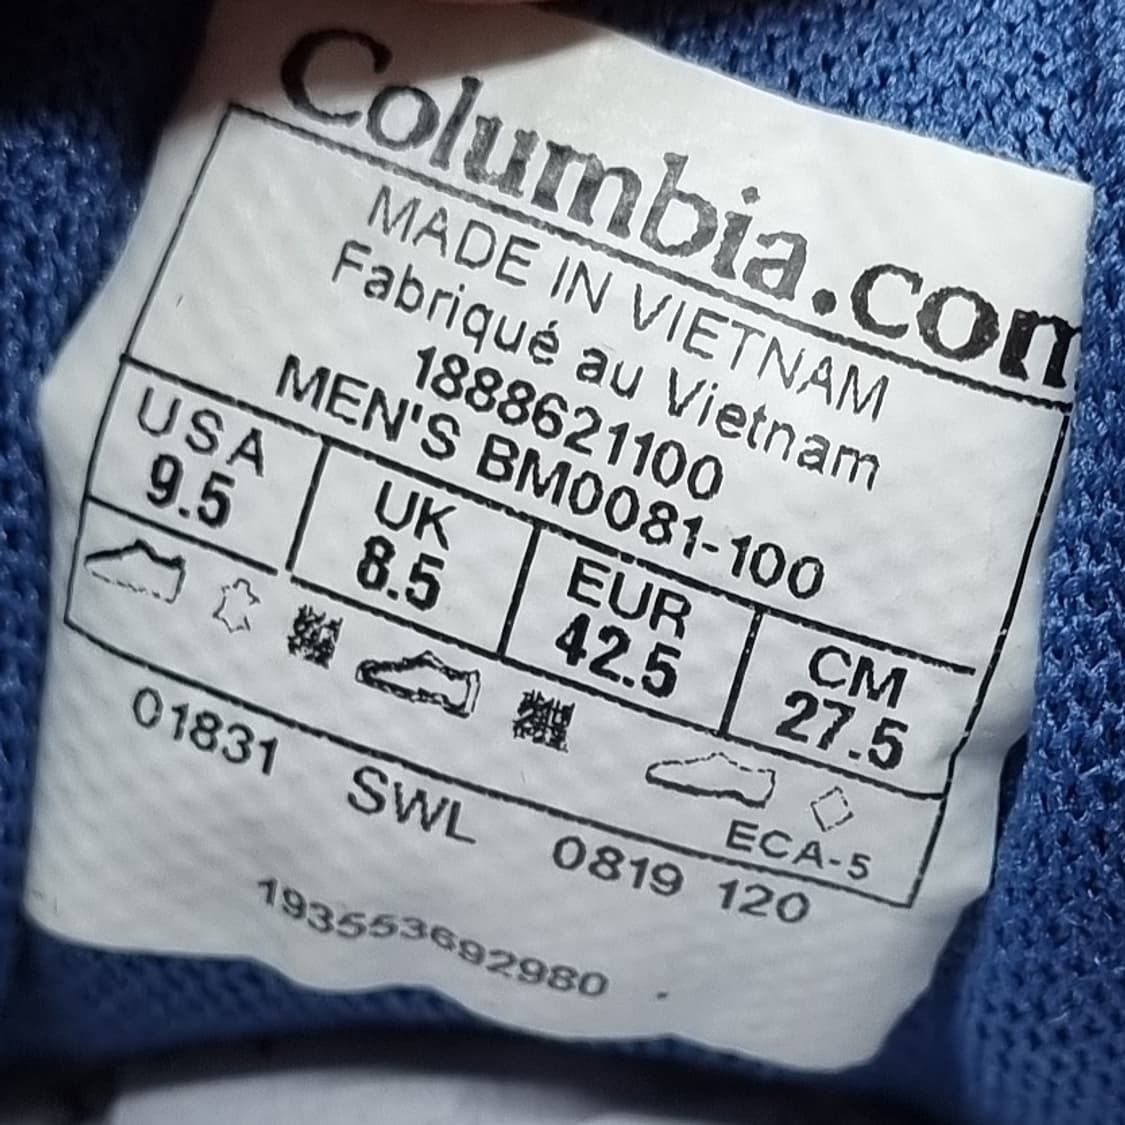 Columbia.com
MADE IN VIETNAM
Fabriqué au Vietnam
1888621100
MEN'S BM0081-100
USA UK EUR CM
9.5 8.5 42.5 27.5
ECA-5
01831 SWL 0819 120
193553692980